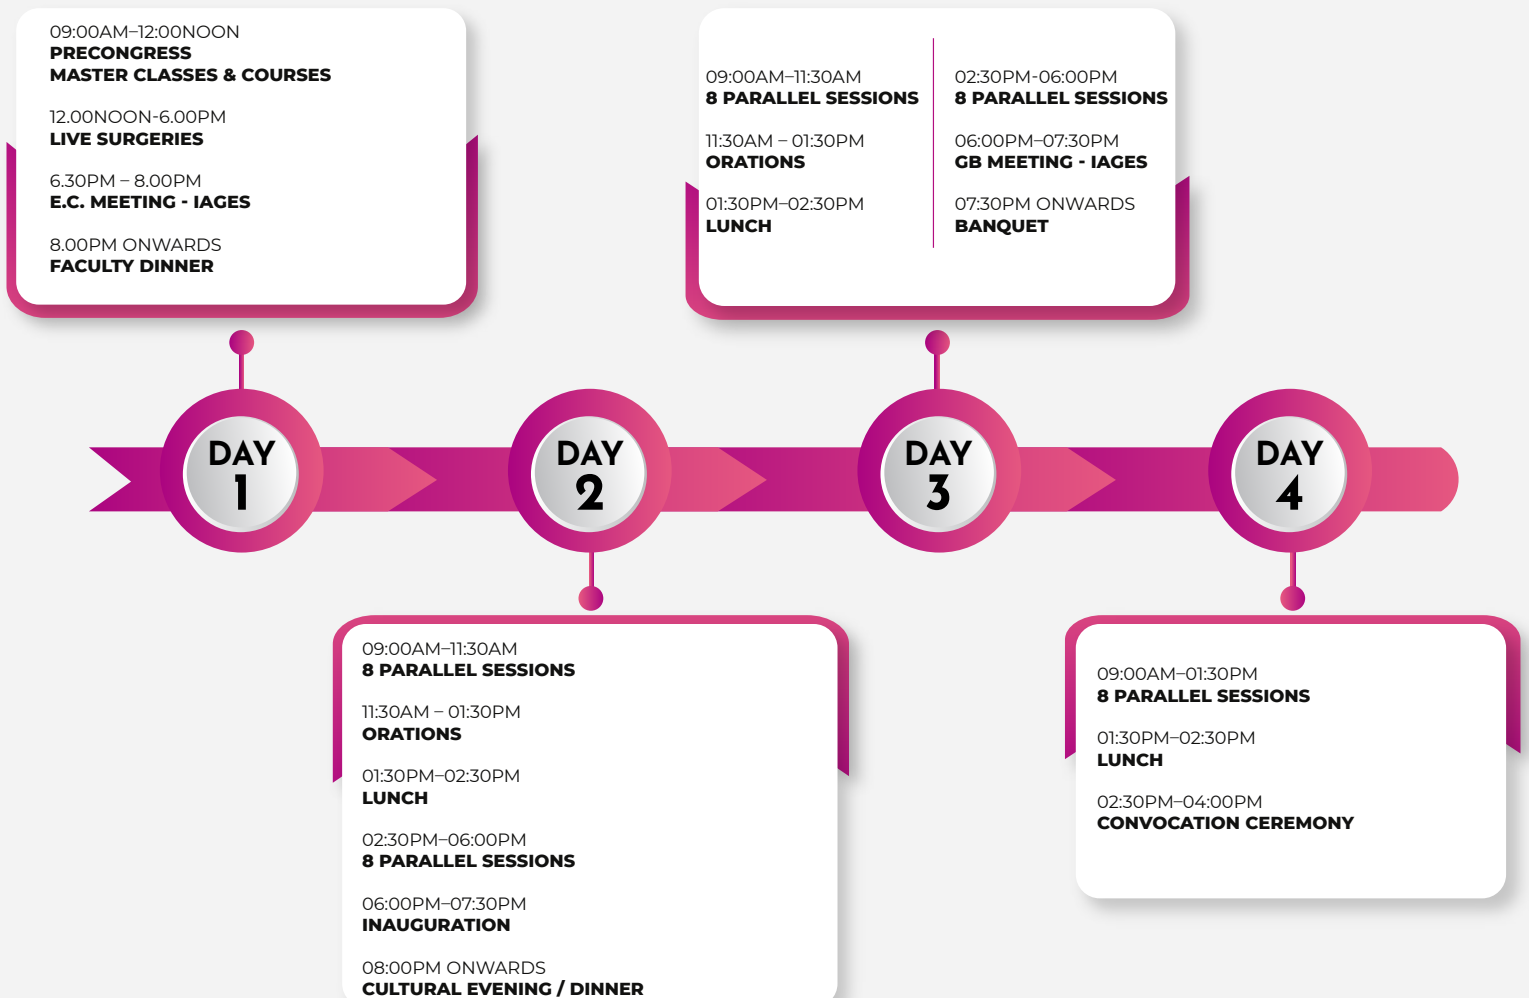 09:00AM–12:00NOON
PRECONGRESS
MASTER CLASSES & COURSES
12.00NOON-6.00PM
LIVE SURGERIES
6.30PM – 8.00PM
E.C. MEETING - IAGES
8.00PM ONWARDS
FACULTY DINNER
DAY
1
09:00AM–11:30AM
8 PARALLEL SESSIONS
11:30AM – 01:30PM
ORATIONS
01:30PM–02:30PM
LUNCH
02:30PM–06:00PM
8 PARALLEL SESSIONS
06:00PM–07:30PM
INAUGURATION
08:00PM ONWARDS
CULTURAL EVENING / DINNER
DAY
2
09:00AM–11:30AM
8 PARALLEL SESSIONS
11:30AM – 01:30PM
ORATIONS
01:30PM–02:30PM
LUNCH
02:30PM-06:00PM
8 PARALLEL SESSIONS
06:00PM–07:30PM
GB MEETING - IAGES
07:30PM ONWARDS
BANQUET
DAY
3
09:00AM–01:30PM
8 PARALLEL SESSIONS
01:30PM–02:30PM
LUNCH
02:30PM–04:00PM
CONVOCATION CEREMONY
DAY
4